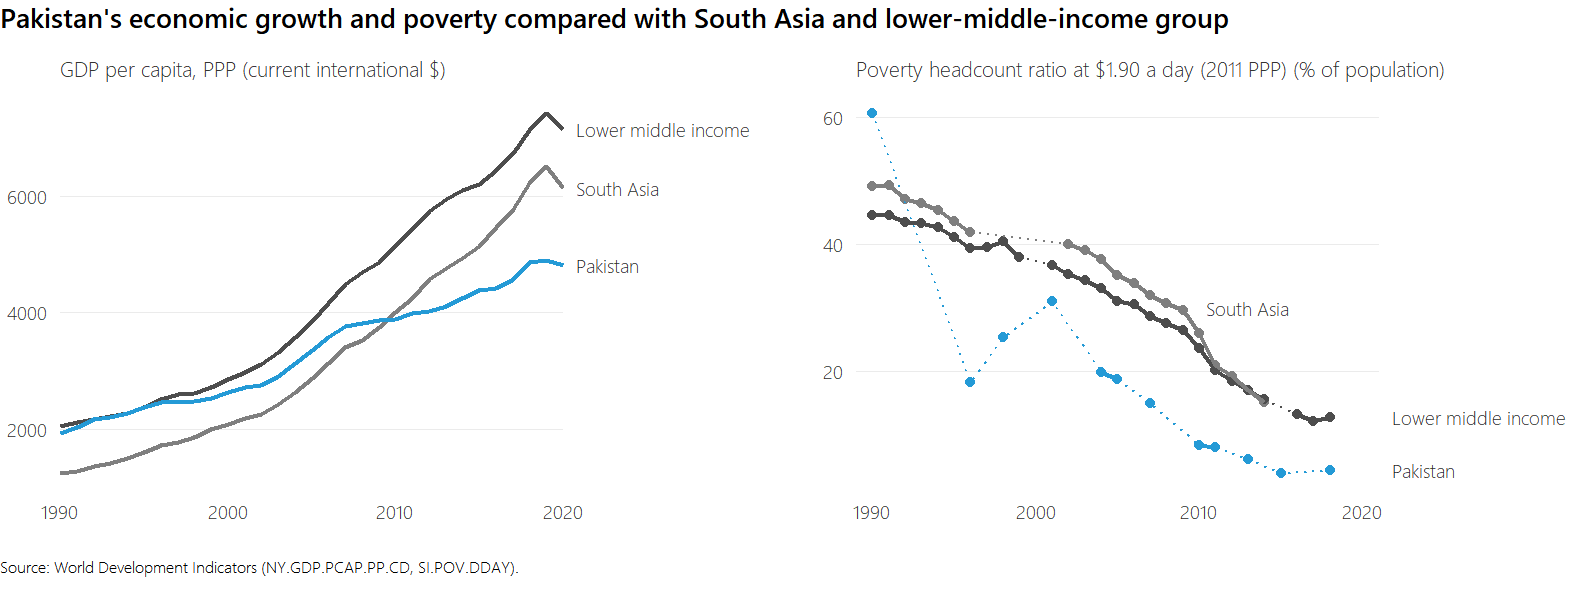 Pakistan's economic growth and poverty compared with South Asia and lower-middle-income group
GDP per capita, PPP (current international $)
Lower middle income
South Asia
Pakistan
6000
4000
2000
1990
2000
2010
2020
Poverty headcount ratio at $1.90 a day (2011 PPP) (% of population)
60
40
20
South Asia
Lower middle income
Pakistan
1990
2000
2010
2020
Source: World Development Indicators (NY.GDP.PCAP.PP.CD, SI.POV.DDAY).